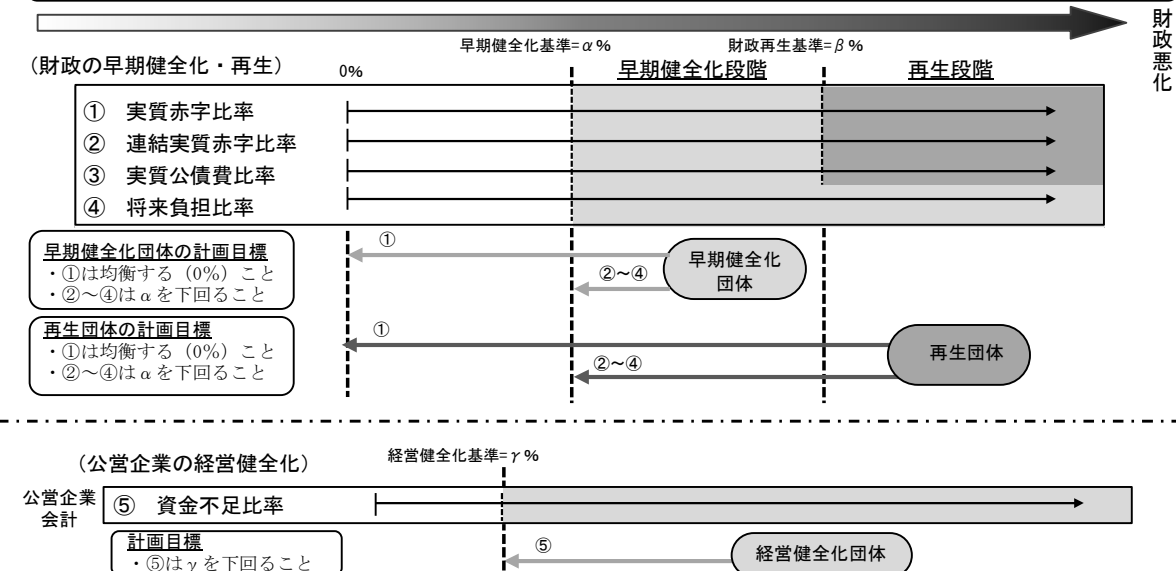 財政悪化
早期健全化基準=α%
財政再生基準=β%
(財政の早期健全化・再生)
0%
早期健全化段階
再生段階
① 実質赤字比率
② 連結実質赤字比率
③ 実質公債費比率
④ 将来負担比率
早期健全化団体の計画目標
・①は均衡する(0%)こと
・②~④はαを下回ること
①
②~④
早期健全化
団体
再生団体の計画目標
・①は均衡する(0%)こと
・②~④はαを下回ること
①
②~④
再生団体
(公営企業の経営健全化)
経営健全化基準=γ%
公営企業
会計
⑤ 資金不足比率
計画目標
・⑤はγを下回ること
⑤
経営健全化団体